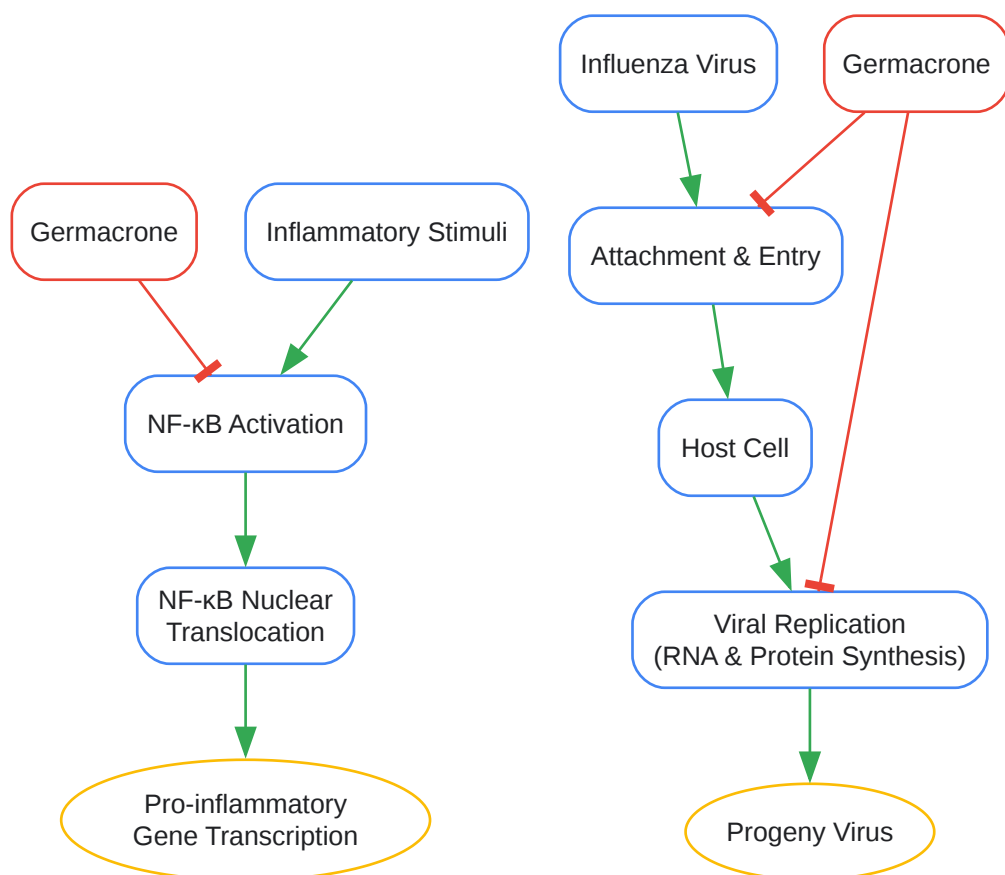 Germacrone
Inflammatory Stimuli
NF-κB Activation
NF-κB Nuclear
Translocation
Pro-inflammatory
Gene Transcription
Influenza Virus
Germacrone
Attachment & Entry
Host Cell
Viral Replication
(RNA & Protein Synthesis)
Progeny Virus